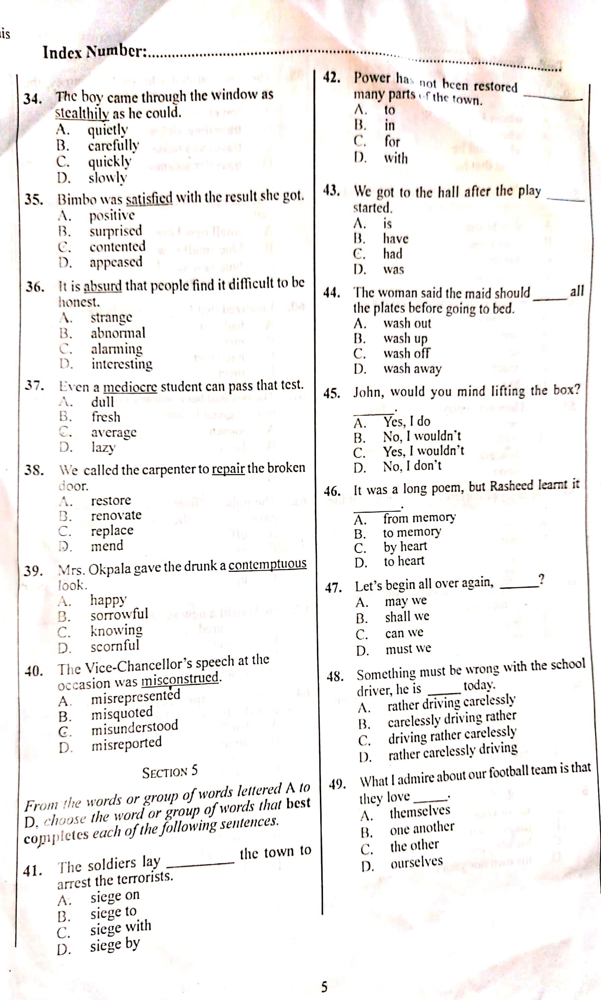 is
Index Number:..........................................................................
34. The boy came through the window as
stealthily as he could.
A. quietly
B. carefully
C. quickly
D. slowly
35. Bimbo was satisfied with the result she got.
A. positive
B. surprised
C. contented
D. appeased
36. It is absurd that people find it difficult to be
honest.
A. strange
B. abnormal
C. alarming
D. interesting
37. Even a mediocre student can pass that test.
A. dull
B. fresh
C. average
D. lazy
38. We called the carpenter to repair the broken
door.
A. restore
B. renovate
C. replace
D. mend
39. Mrs. Okpala gave the drunk a contemptuous
look.
A. happy
B. sorrowful
C. knowing
D. scornful
40. The Vice-Chancellor's speech at the
occasion was misconstrued.
A. misrepresented
B. misquoted
C. misunderstood
D. misreported
SECTION 5
From the words or group of words lettered A to
D, choose the word or group of words that best
completes each of the following sentences.
41. The soldiers lay ________ the town to
arrest the terrorists.
A. siege on
B. siege to
C. siege with
D. siege by
42. Power has not been restored ________
many parts of the town.
A. to
B. in
C. for
D. with
43. We got to the hall after the play _____
started.
A. is
B. have
C. had
D. was
44. The woman said the maid should _____ all
the plates before going to bed.
A. wash out
B. wash up
C. wash off
D. wash away
45. John, would you mind lifting the box?
______.
A. Yes, I do
B. No, I wouldn't
C. Yes, I wouldn't
D. No, I don't
46. It was a long poem, but Rasheed learnt it
_______.
A. from memory
B. to memory
C. by heart
D. to heart
47. Let's begin all over again, ______?
A. may we
B. shall we
C. can we
D. must we
48. Something must be wrong with the school
driver, he is _____ today.
A. rather driving carelessly
B. carelessly driving rather
C. driving rather carelessly
D. rather carelessly driving
49. What I admire about our football team is that
they love _____.
A. themselves
B. one another
C. the other
D. ourselves
5